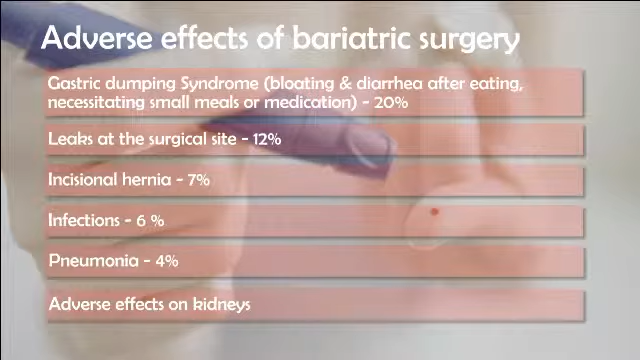 Adverse effects of bariatric surgery
Gastric dumping Syndrome (bloating & diarrhea after eating,
necessitating small meals or medication) - 20%
Leaks at the surgical site - 12%
Incisional hernia - 7%
Infections - 6 %
Pneumonia - 4%
Adverse effects on kidneys